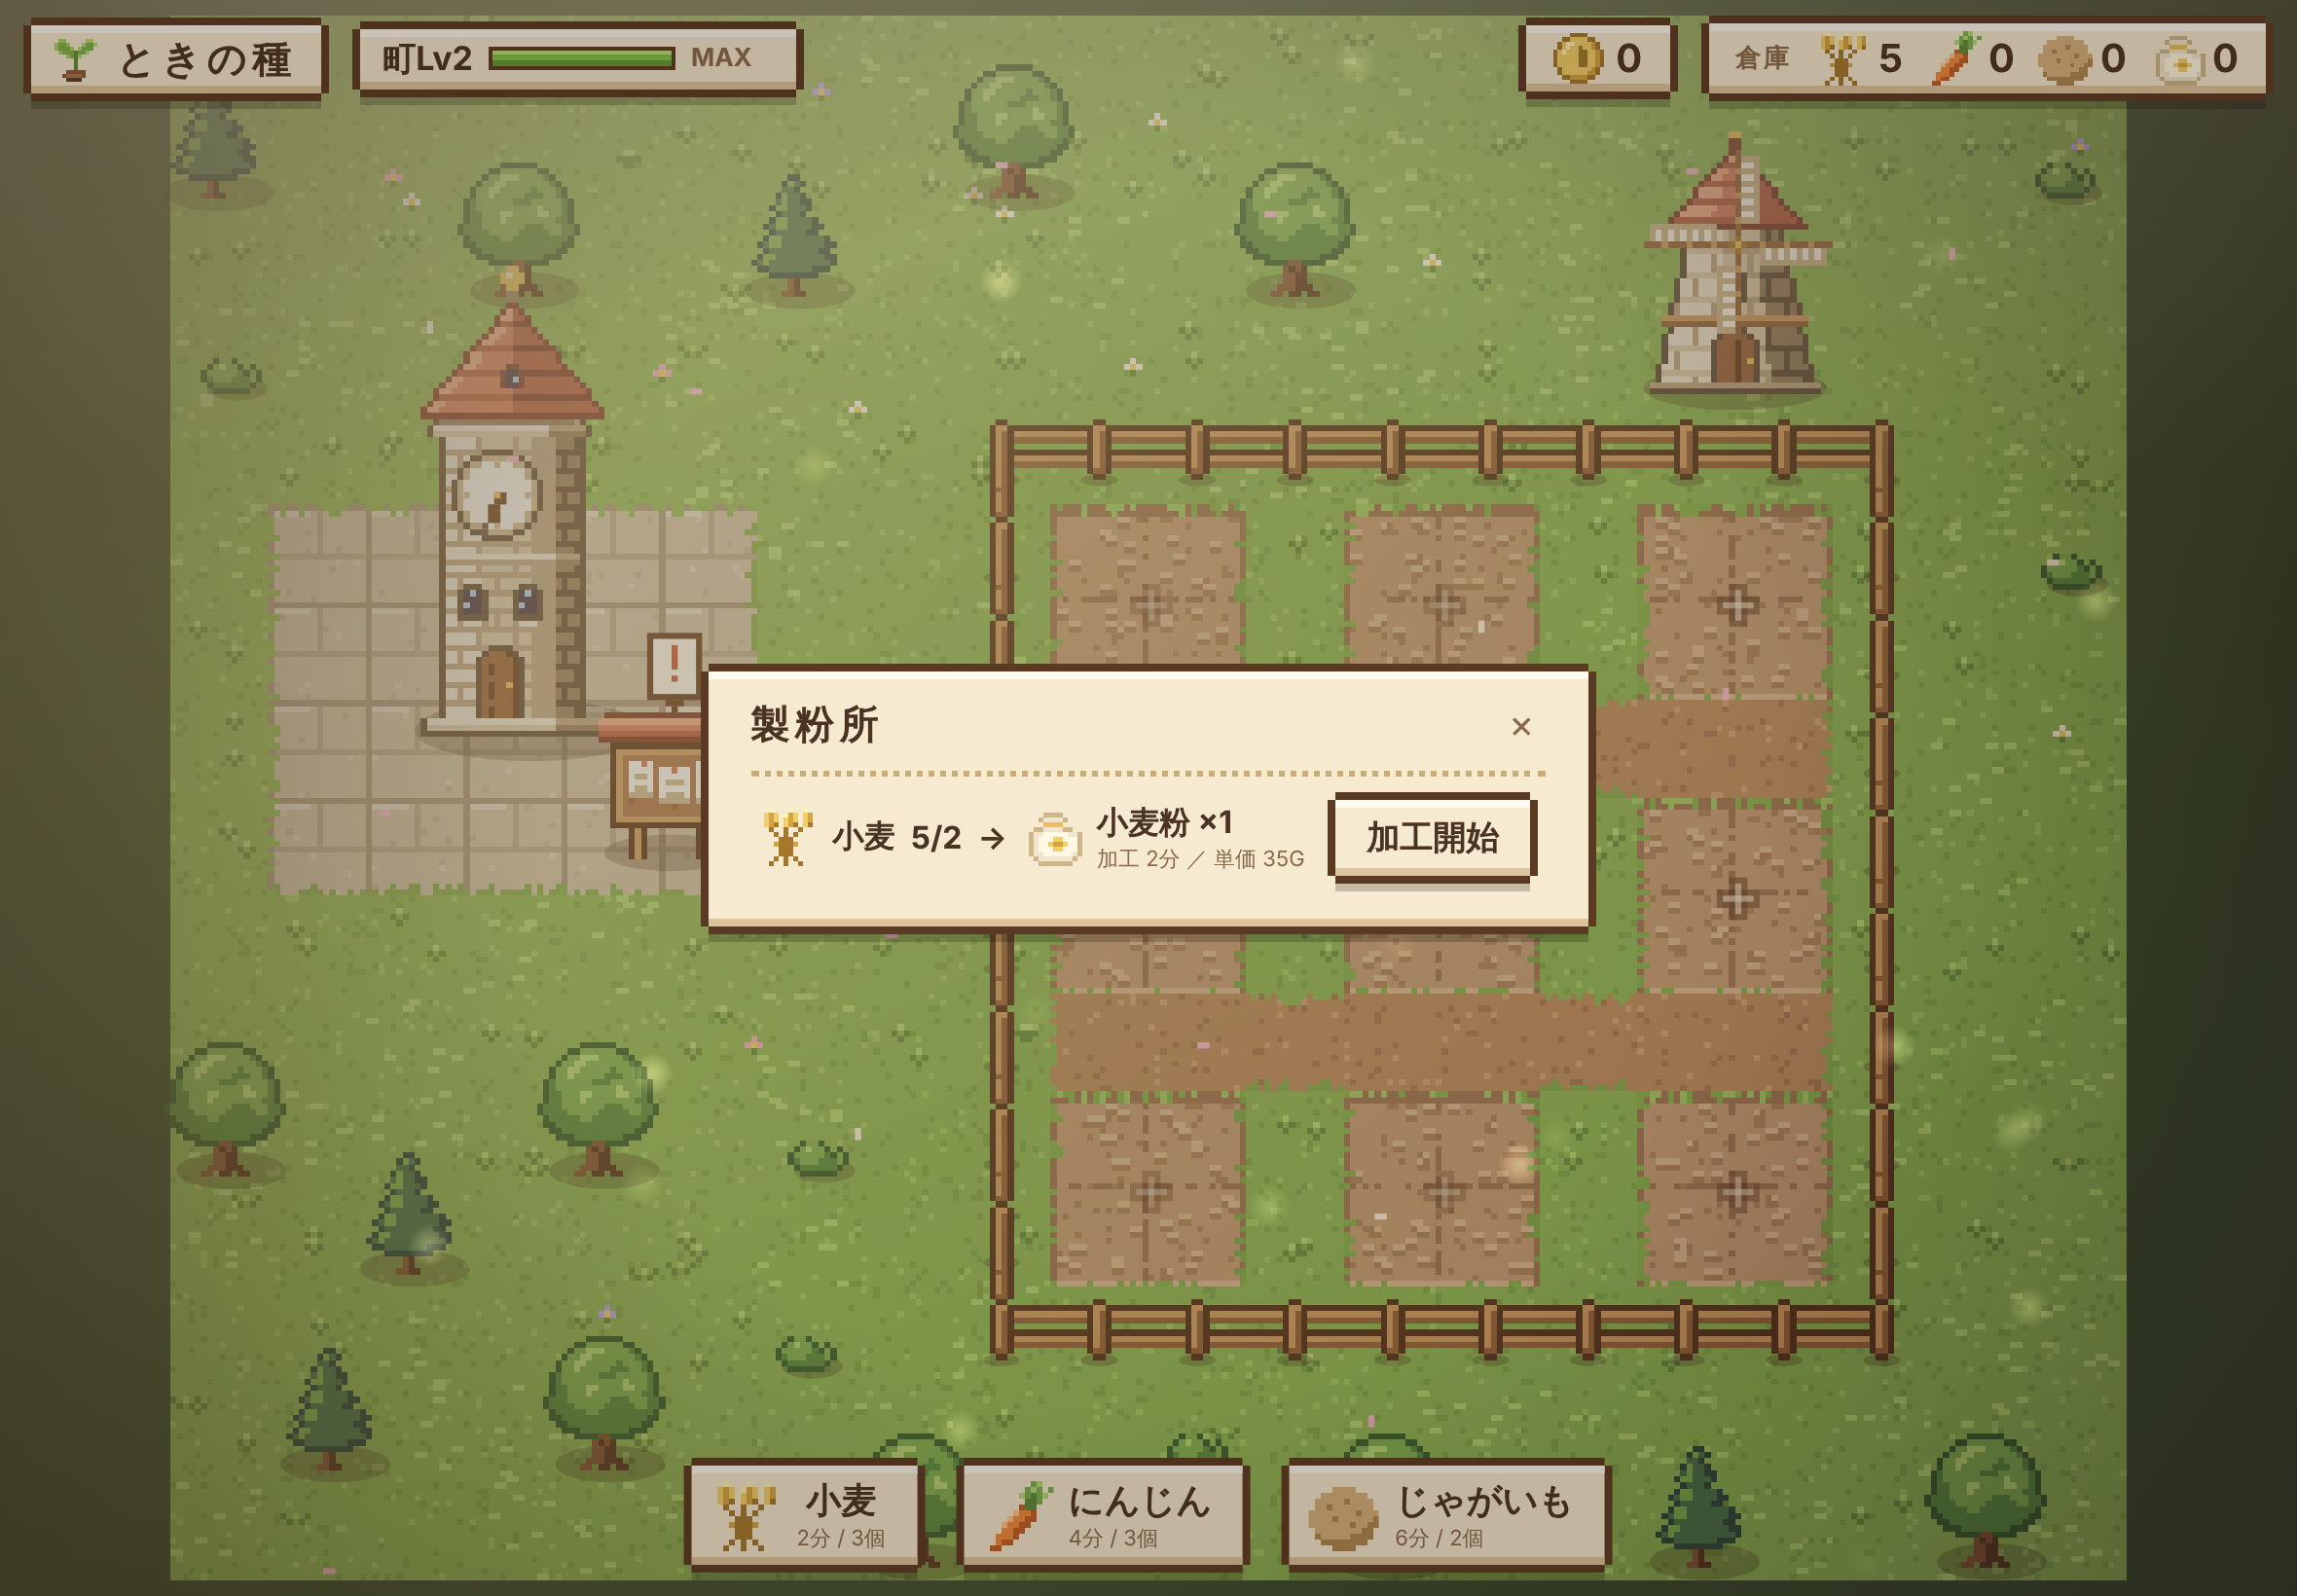 ときの種
町Lv2 MAX
0
倉庫 5 0 0 0
!
製粉所 ×
小麦 5/2 → 小麦粉 ×1
加工 2分 ／ 単価 35G
加工開始
小麦
2分 / 3個
にんじん
4分 / 3個
じゃがいも
6分 / 2個